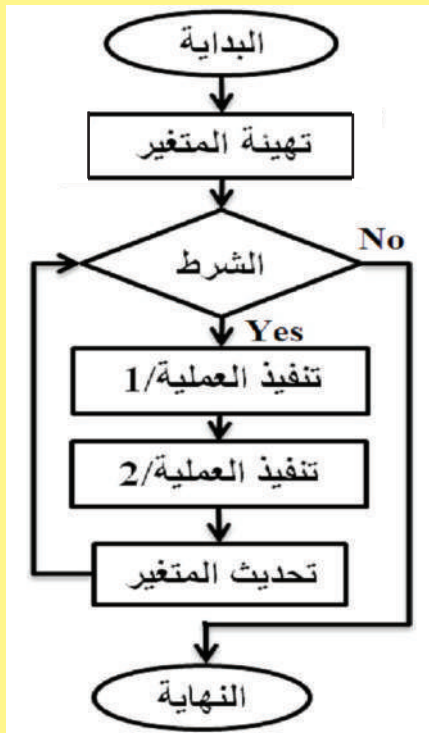 البداية
تهيئة المتغير
الشرط
No
Yes
تنفيذ العملية/1
تنفيذ العملية/2
تحديث المتغير
النهاية